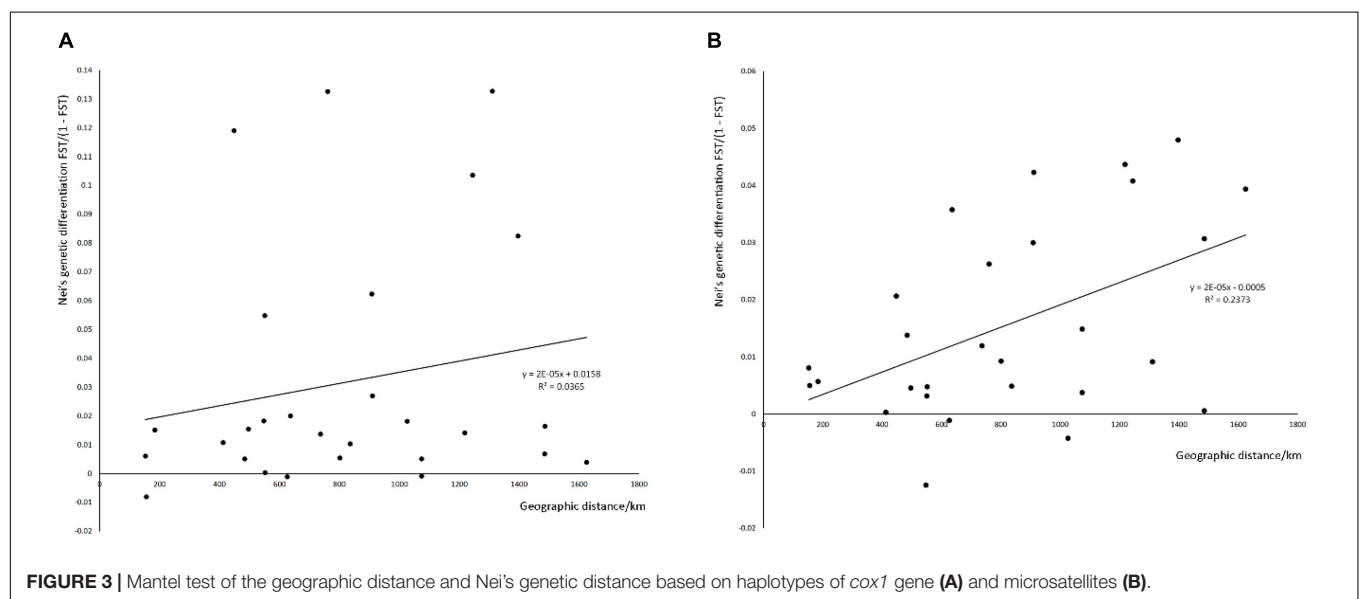 A
Nei's genetic differentiation FST/(1 - FST)
0.14
0.13
0.12
0.11
0.1
0.09
0.08
0.07
0.06
0.05
0.04
0.03
0.02
0.01
0
-0.01
-0.02
0 200 400 600 800 1000 1200 1400 1600 1800
y = 2E-05x + 0.0158
R² = 0.0365
Geographic distance/km
B
Nei's genetic differentiation FST/(1 - FST)
0.06
0.05
0.04
0.03
0.02
0.01
0
-0.01
-0.02
0 200 400 600 800 1000 1200 1400 1600 1800
y = 2E-05x - 0.0005
R² = 0.2373
Geographic distance/km
FIGURE 3 | Mantel test of the geographic distance and Nei's genetic distance based on haplotypes of cox1 gene (A) and microsatellites (B).